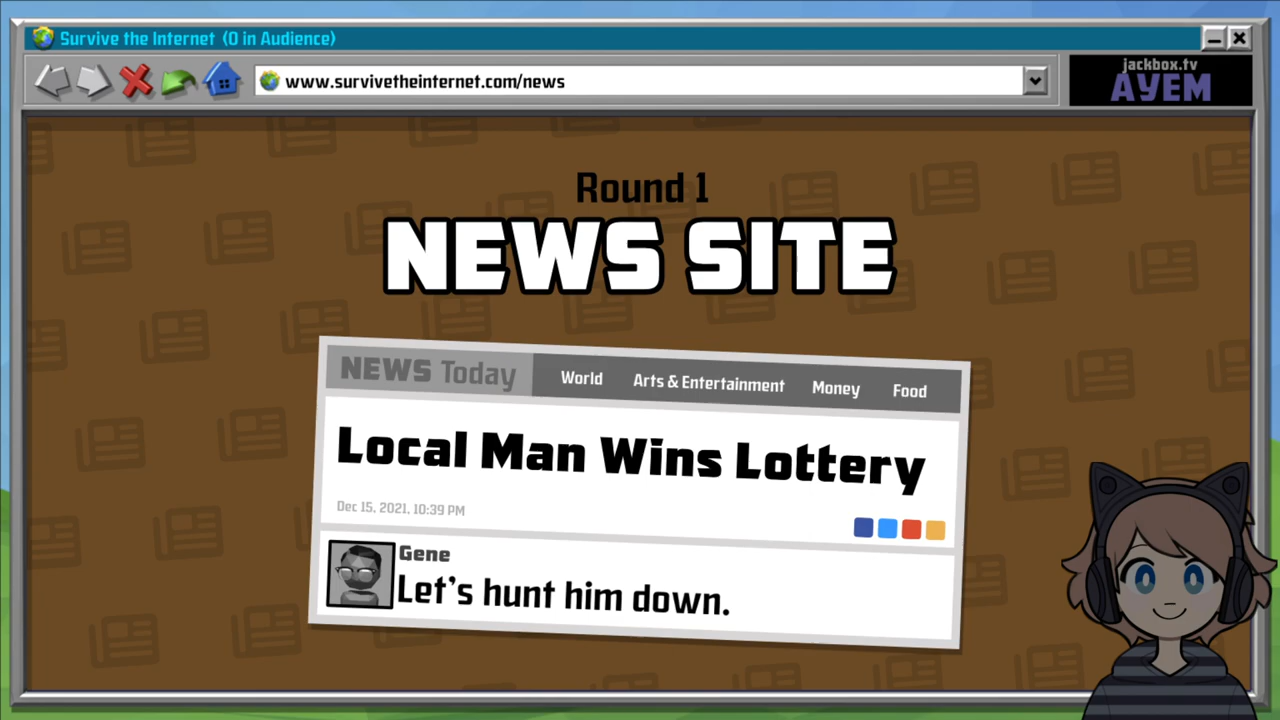 Survive the Internet (0 in Audience)
www.survivetheinternet.com/news
jackbox.tv
AYEM
Round 1
NEWS SITE
NEWS Today World Arts & Entertainment Money Food
Local Man Wins Lottery
Dec 15, 2021, 10:39 PM
Gene
Let's hunt him down.